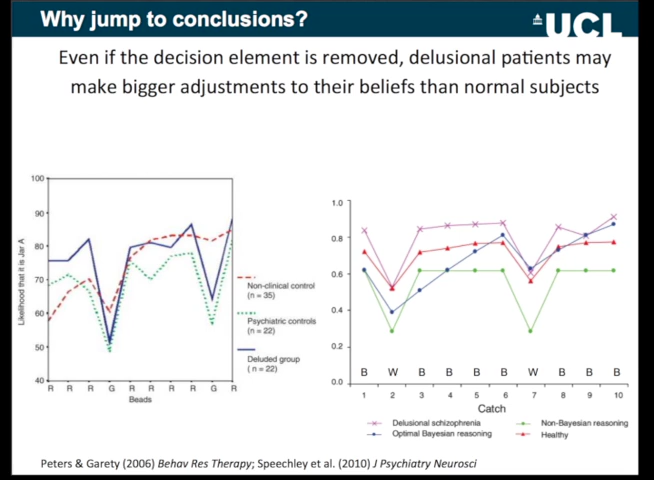 Why jump to conclusions?
UCL
Even if the decision element is removed, delusional patients may
make bigger adjustments to their beliefs than normal subjects
100
90
80
70
60
50
40
Likelihood that it is Jar A
R R R G R R R R G R
Beads
Non-clinical control
(n = 35)
Psychiatric controls
(n = 22)
Deluded group
( n = 22)
1.0
0.8
0.6
0.4
0.2
0.0
B W B B B B W B B B
1 2 3 4 5 6 7 8 9 10
Catch
Delusional schizophrenia
Optimal Bayesian reasoning
Non-Bayesian reasoning
Healthy
Peters & Garety (2006) Behav Res Therapy; Speechley et al. (2010) J Psychiatry Neurosci